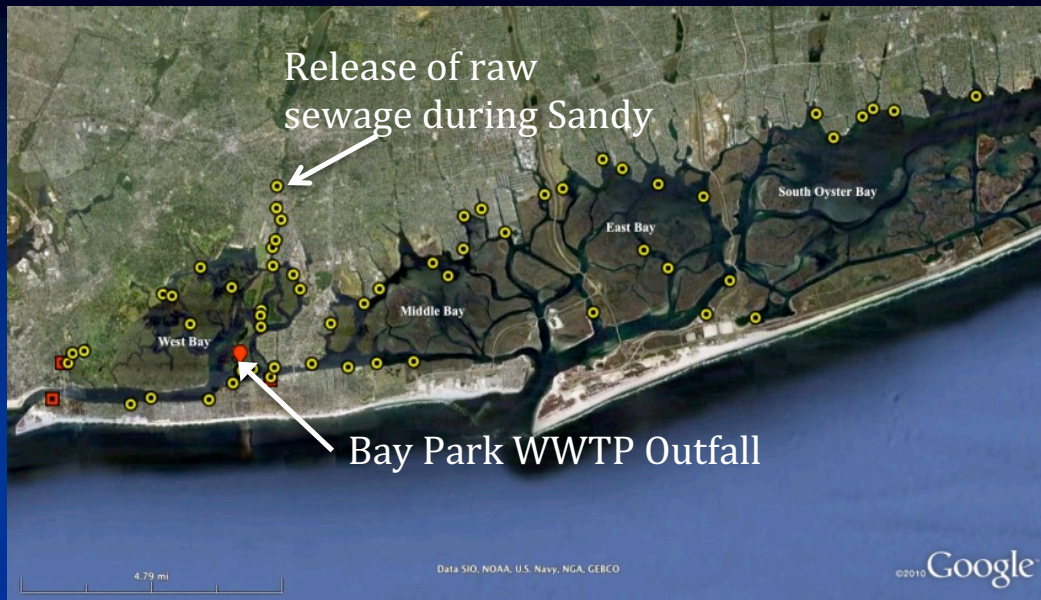 Release of raw
sewage during Sandy
South Oyster Bay
East Bay
Middle Bay
West Bay
Bay Park WWTP Outfall
4.79 mi
Data SIO, NOAA, U.S. Navy, NGA, GEBCO
©2010 Google